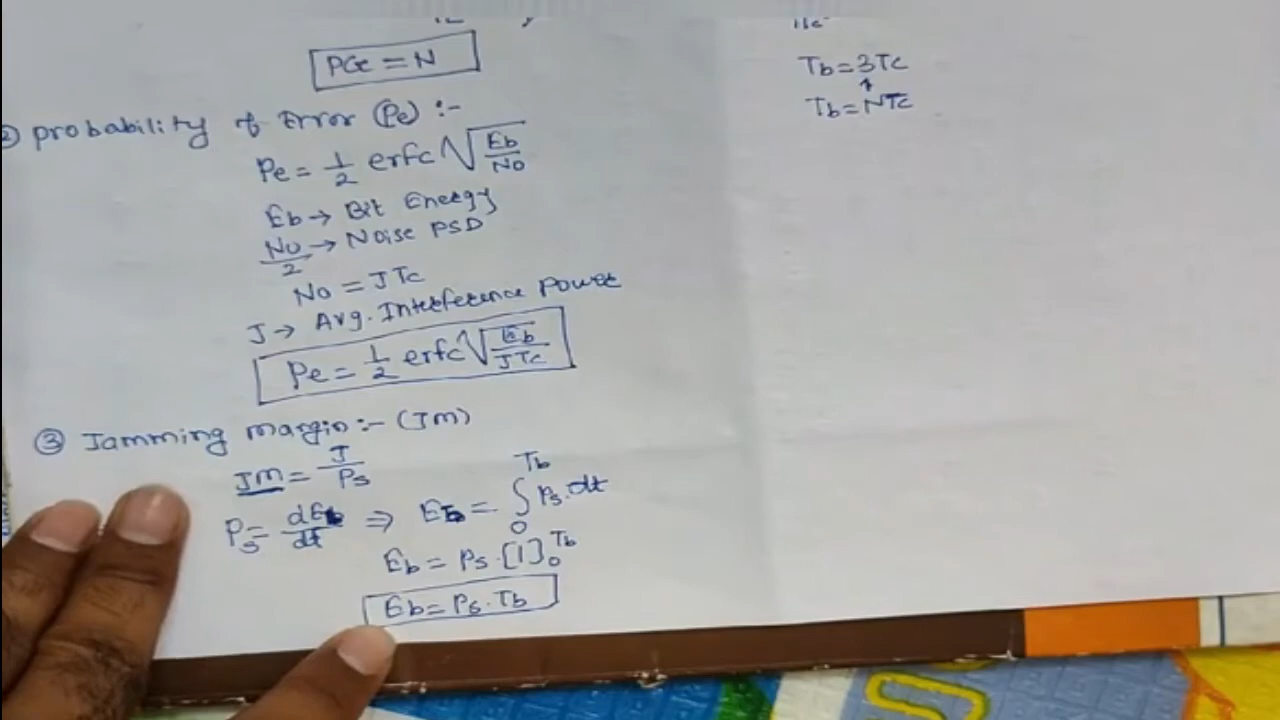 PG = N
② probability of Error (Pe) :-
Pe = 1/2 erfc √(Eb/No)
Eb → Bit Energy
No/2 → Noise PSD
No = JTc
J → Avg. Interference Power
Pe = 1/2 erfc √(Eb/JTc)
③ Jamming margin :- (Jm)
Jm = J/Ps
Ps = dEb/dt ⇒ Eb = ∫₀^Tb Ps.dt
Eb = Ps.[1]₀^Tb
Eb = Ps.Tb
Tb = 3Tc
↑
Tb = NTc